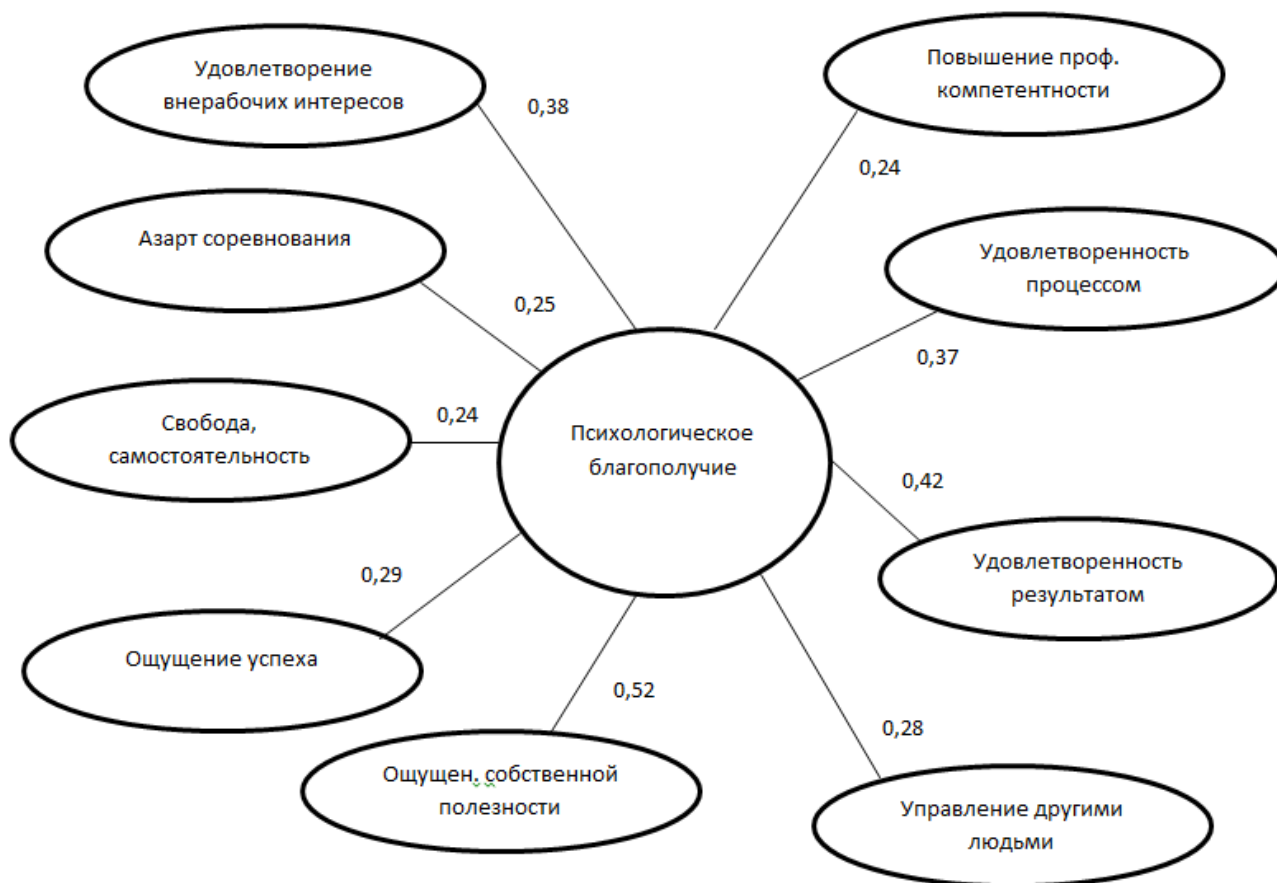 Удовлетворение
внерабочих интересов
0,38
Повышение проф.
компетентности
0,24
Азарт соревнования
0,25
Удовлетворенность
процессом
0,37
Свобода,
самостоятельность
0,24
Психологическое
благополучие
0,42
Удовлетворенность
результатом
0,29
Ощущение успеха
0,52
Ощущен. собственной
полезности
0,28
Управление другими
людьми